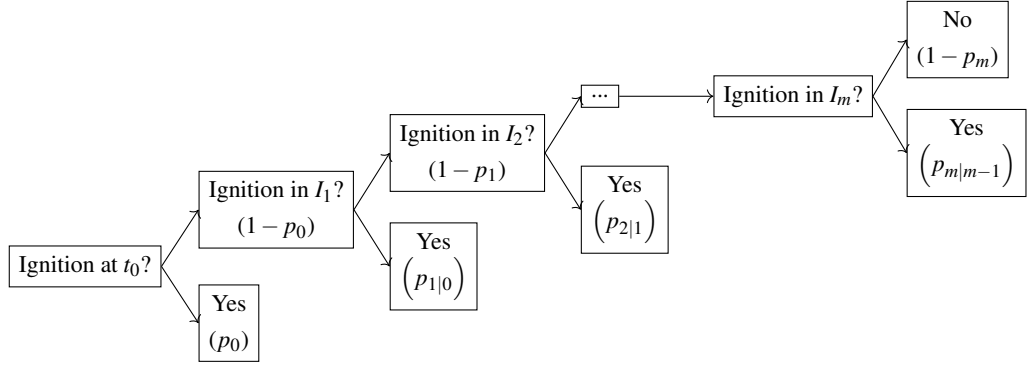 Ignition at t₀?
Yes
(p₀)
Ignition in I₁?
(1 − p₀)
Yes
(p₁|₀)
Ignition in I₂?
(1 − p₁)
Yes
(p₂|₁)
...
Ignition in Iₘ?
No
(1 − pₘ)
Yes
(pₘ|ₘ₋₁)